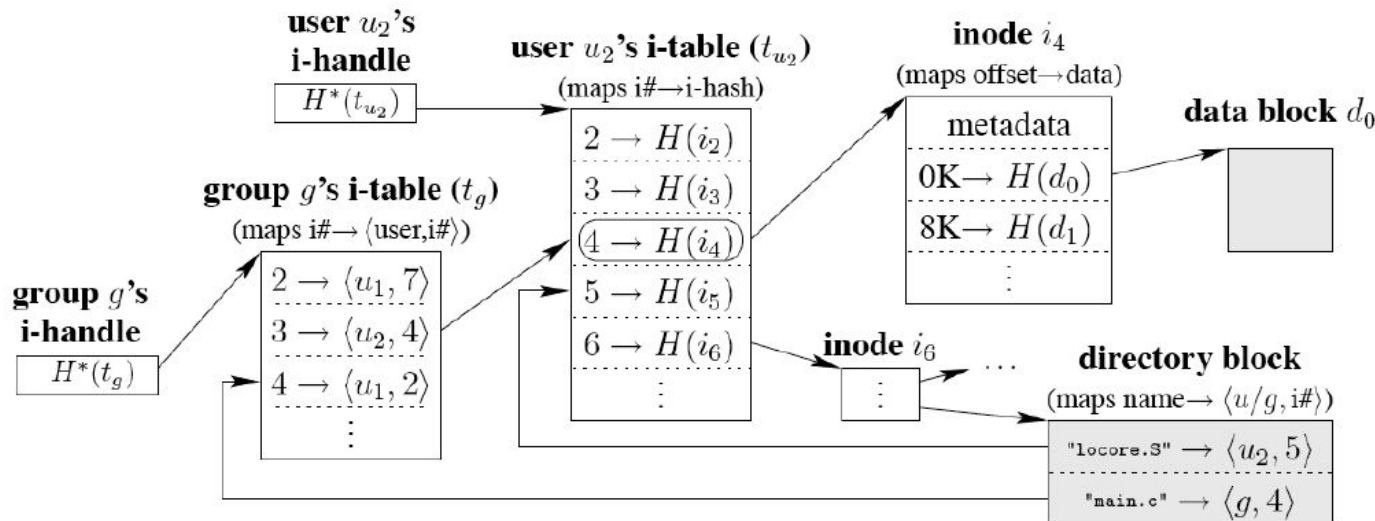 user u₂'s
i-handle
H*(t_{u₂})
user u₂'s i-table (t_{u₂})
(maps i#→i-hash)
2 → H(i₂)
3 → H(i₃)
4 → H(i₄)
5 → H(i₅)
6 → H(i₆)
⋮
inode i₄
(maps offset→data)
metadata
0K→ H(d₀)
8K→ H(d₁)
⋮
data block d₀
group g's i-table (t_g)
(maps i#→ ⟨user,i#⟩)
2 → ⟨u₁, 7⟩
3 → ⟨u₂, 4⟩
4 → ⟨u₁, 2⟩
⋮
group g's
i-handle
H*(t_g)
inode i₆
⋮
⋯
directory block
(maps name→ ⟨u/g, i#⟩)
"locore.S" → ⟨u₂, 5⟩
"main.c" → ⟨g, 4⟩